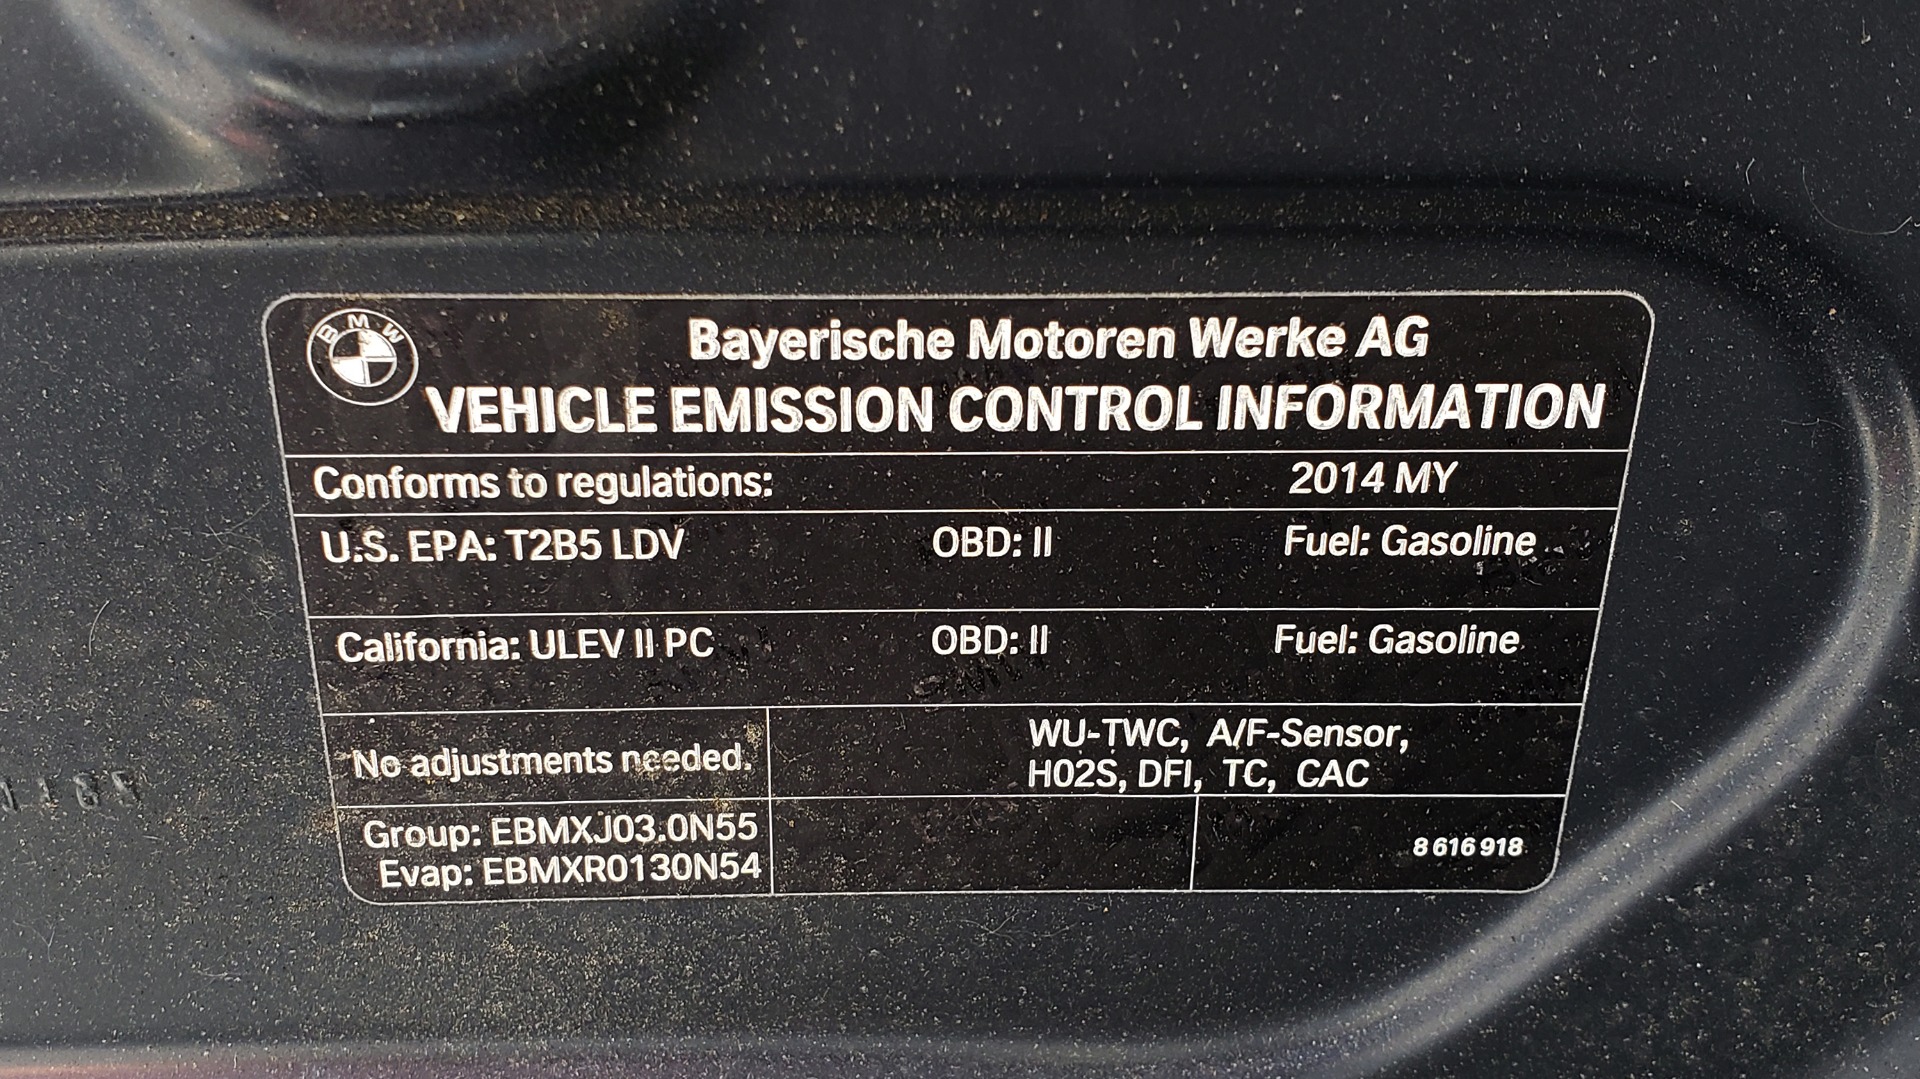 BMW
Bayerische Motoren Werke AG
VEHICLE EMISSION CONTROL INFORMATION
Conforms to regulations: 2014 MY
U.S. EPA: T2B5 LDV OBD: II Fuel: Gasoline
California: ULEV II PC OBD: II Fuel: Gasoline
No adjustments needed.
WU-TWC, A/F-Sensor,
H02S, DFI, TC, CAC
Group: EBMXJ03.0N55
Evap: EBMXR0130N54
8 616 918